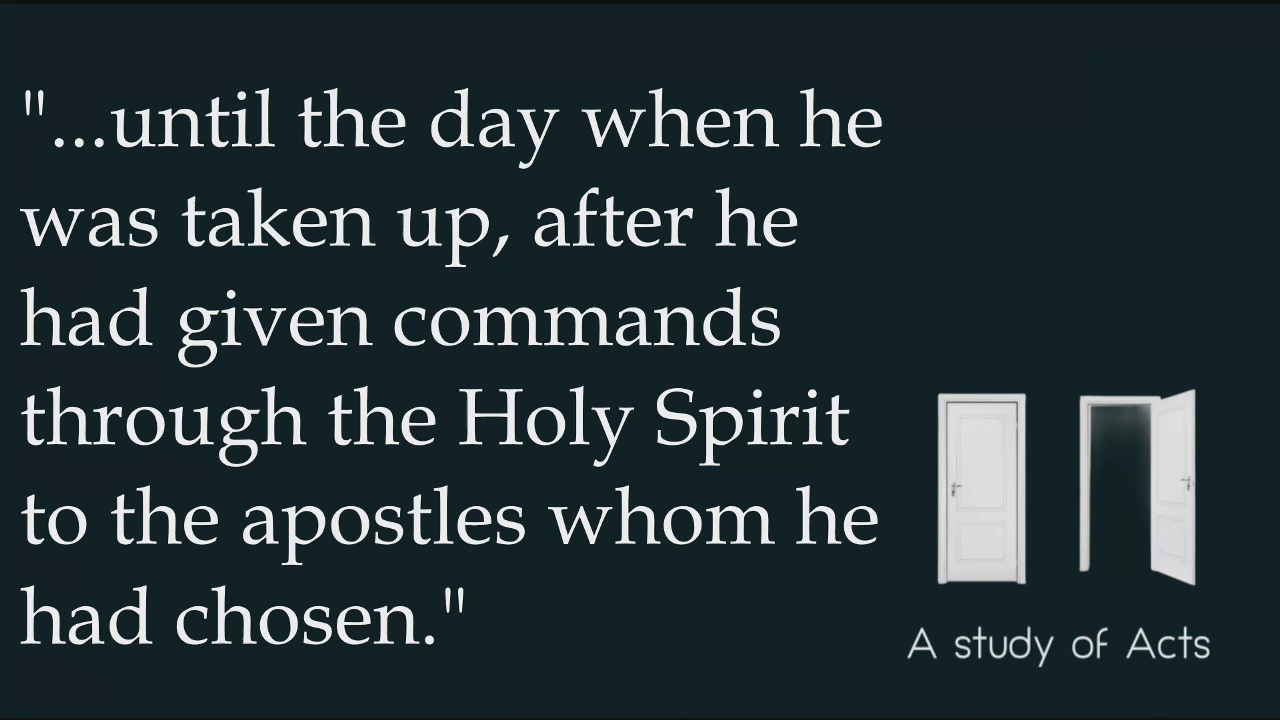 "...until the day when he
was taken up, after he
had given commands
through the Holy Spirit
to the apostles whom he
had chosen."
A study of Acts